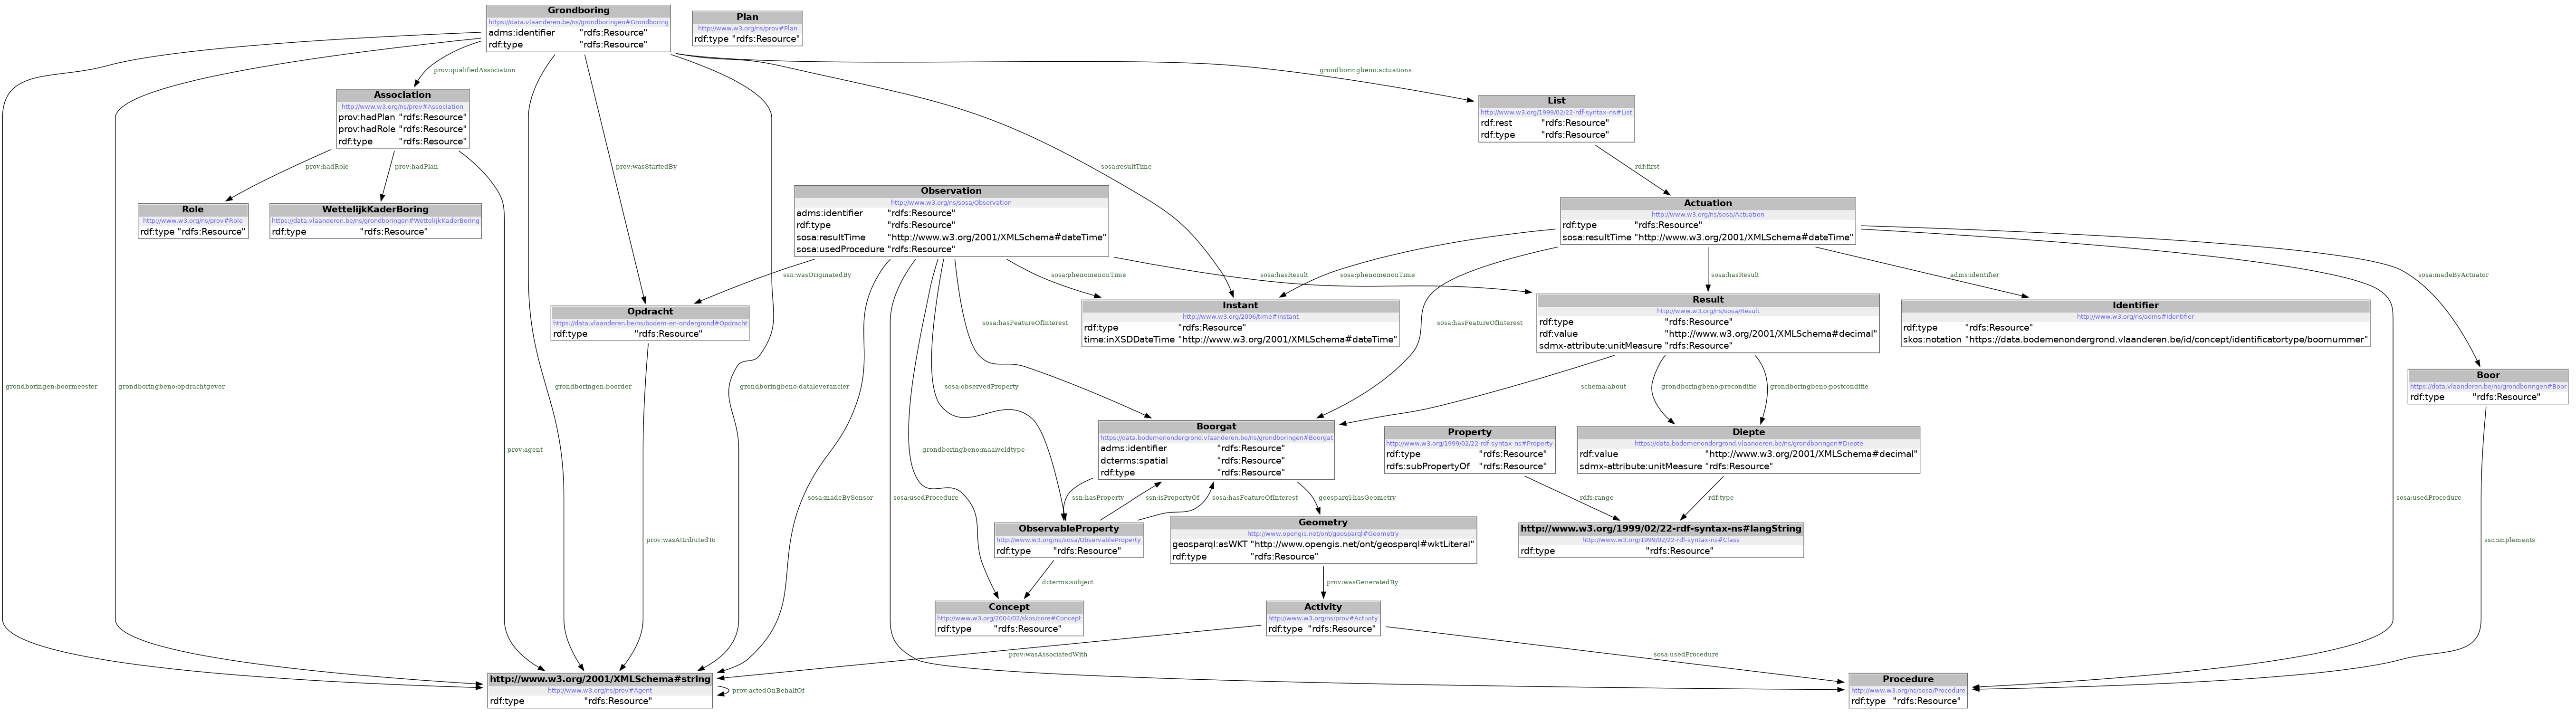 Grondboring
https://data.vlaanderen.be/ns/grondboringen#Grondboring
adms:identifier "rdfs:Resource"
rdf:type "rdfs:Resource"
Plan
http://www.w3.org/ns/prov#Plan
rdf:type "rdfs:Resource"
prov:qualifiedAssociation
grondboringbeno:actuations
Association
http://www.w3.org/ns/prov#Association
prov:hadPlan "rdfs:Resource"
prov:hadRole "rdfs:Resource"
rdf:type "rdfs:Resource"
List
http://www.w3.org/1999/02/22-rdf-syntax-ns#List
rdf:rest "rdfs:Resource"
rdf:type "rdfs:Resource"
prov:hadRole
prov:hadPlan
prov:wasStartedBy
sosa:resultTime
rdf:first
Role
http://www.w3.org/ns/prov#Role
rdf:type "rdfs:Resource"
WettelijkKaderBoring
https://data.vlaanderen.be/ns/grondboringen#WettelijkKaderBoring
rdf:type "rdfs:Resource"
Observation
http://www.w3.org/ns/sosa/Observation
adms:identifier "rdfs:Resource"
rdf:type "rdfs:Resource"
sosa:resultTime "http://www.w3.org/2001/XMLSchema#dateTime"
sosa:usedProcedure "rdfs:Resource"
Actuation
http://www.w3.org/ns/sosa/Actuation
rdf:type "rdfs:Resource"
sosa:resultTime "http://www.w3.org/2001/XMLSchema#dateTime"
ssn:wasOriginatedBy
sosa:phenomenonTime
sosa:hasResult
sosa:phenomenonTime
sosa:hasResult
adms:identifier
sosa:madeByActuator
Opdracht
https://data.vlaanderen.be/ns/bodem-en-ondergrond#Opdracht
rdf:type "rdfs:Resource"
sosa:hasFeatureOfInterest
Instant
http://www.w3.org/2006/time#Instant
rdf:type "rdfs:Resource"
time:inXSDDateTime "http://www.w3.org/2001/XMLSchema#dateTime"
sosa:hasFeatureOfInterest
Result
http://www.w3.org/ns/sosa/Result
rdf:type "rdfs:Resource"
rdf:value "http://www.w3.org/2001/XMLSchema#decimal"
sdmx-attribute:unitMeasure "rdfs:Resource"
Identifier
http://www.w3.org/ns/adms#Identifier
rdf:type "rdfs:Resource"
skos:notation "https://data.bodemenondergrond.vlaanderen.be/id/concept/identificatortype/boornummer"
grondboringen:boormeester
grondboringbeno:opdrachtgever
grondboringen:boorder
grondboringbeno:dataleverancier
sosa:observedProperty
schema:about
grondboringbeno:preconditie
grondboringbeno:postconditie
Boor
https://data.vlaanderen.be/ns/grondboringen#Boor
rdf:type "rdfs:Resource"
prov:agent
grondboringbeno:maaiveldtype
Boorgat
https://data.bodemenondergrond.vlaanderen.be/ns/grondboringen#Boorgat
adms:identifier "rdfs:Resource"
dcterms:spatial "rdfs:Resource"
rdf:type "rdfs:Resource"
Property
http://www.w3.org/1999/02/22-rdf-syntax-ns#Property
rdf:type "rdfs:Resource"
rdfs:subPropertyOf "rdfs:Resource"
Diepte
https://data.bodemenondergrond.vlaanderen.be/ns/grondboringen#Diepte
rdf:value "http://www.w3.org/2001/XMLSchema#decimal"
sdmx-attribute:unitMeasure "rdfs:Resource"
sosa:madeBySensor
sosa:usedProcedure
ssn:hasProperty
ssn:isPropertyOf
sosa:hasFeatureOfInterest
geosparql:hasGeometry
rdfs:range
rdf:type
sosa:usedProcedure
prov:wasAttributedTo
ObservableProperty
http://www.w3.org/ns/sosa/ObservableProperty
rdf:type "rdfs:Resource"
Geometry
http://www.opengis.net/ont/geosparql#Geometry
geosparql:asWKT "http://www.opengis.net/ont/geosparql#wktLiteral"
rdf:type "rdfs:Resource"
http://www.w3.org/1999/02/22-rdf-syntax-ns#langString
http://www.w3.org/1999/02/22-rdf-syntax-ns#Class
rdf:type "rdfs:Resource"
ssn:implements
dcterms:subject
prov:wasGeneratedBy
Concept
http://www.w3.org/2004/02/skos/core#Concept
rdf:type "rdfs:Resource"
Activity
http://www.w3.org/ns/prov#Activity
rdf:type "rdfs:Resource"
prov:wasAssociatedWith
sosa:usedProcedure
http://www.w3.org/2001/XMLSchema#string
http://www.w3.org/ns/prov#Agent
rdf:type "rdfs:Resource"
prov:actedOnBehalfOf
Procedure
http://www.w3.org/ns/sosa/Procedure
rdf:type "rdfs:Resource"